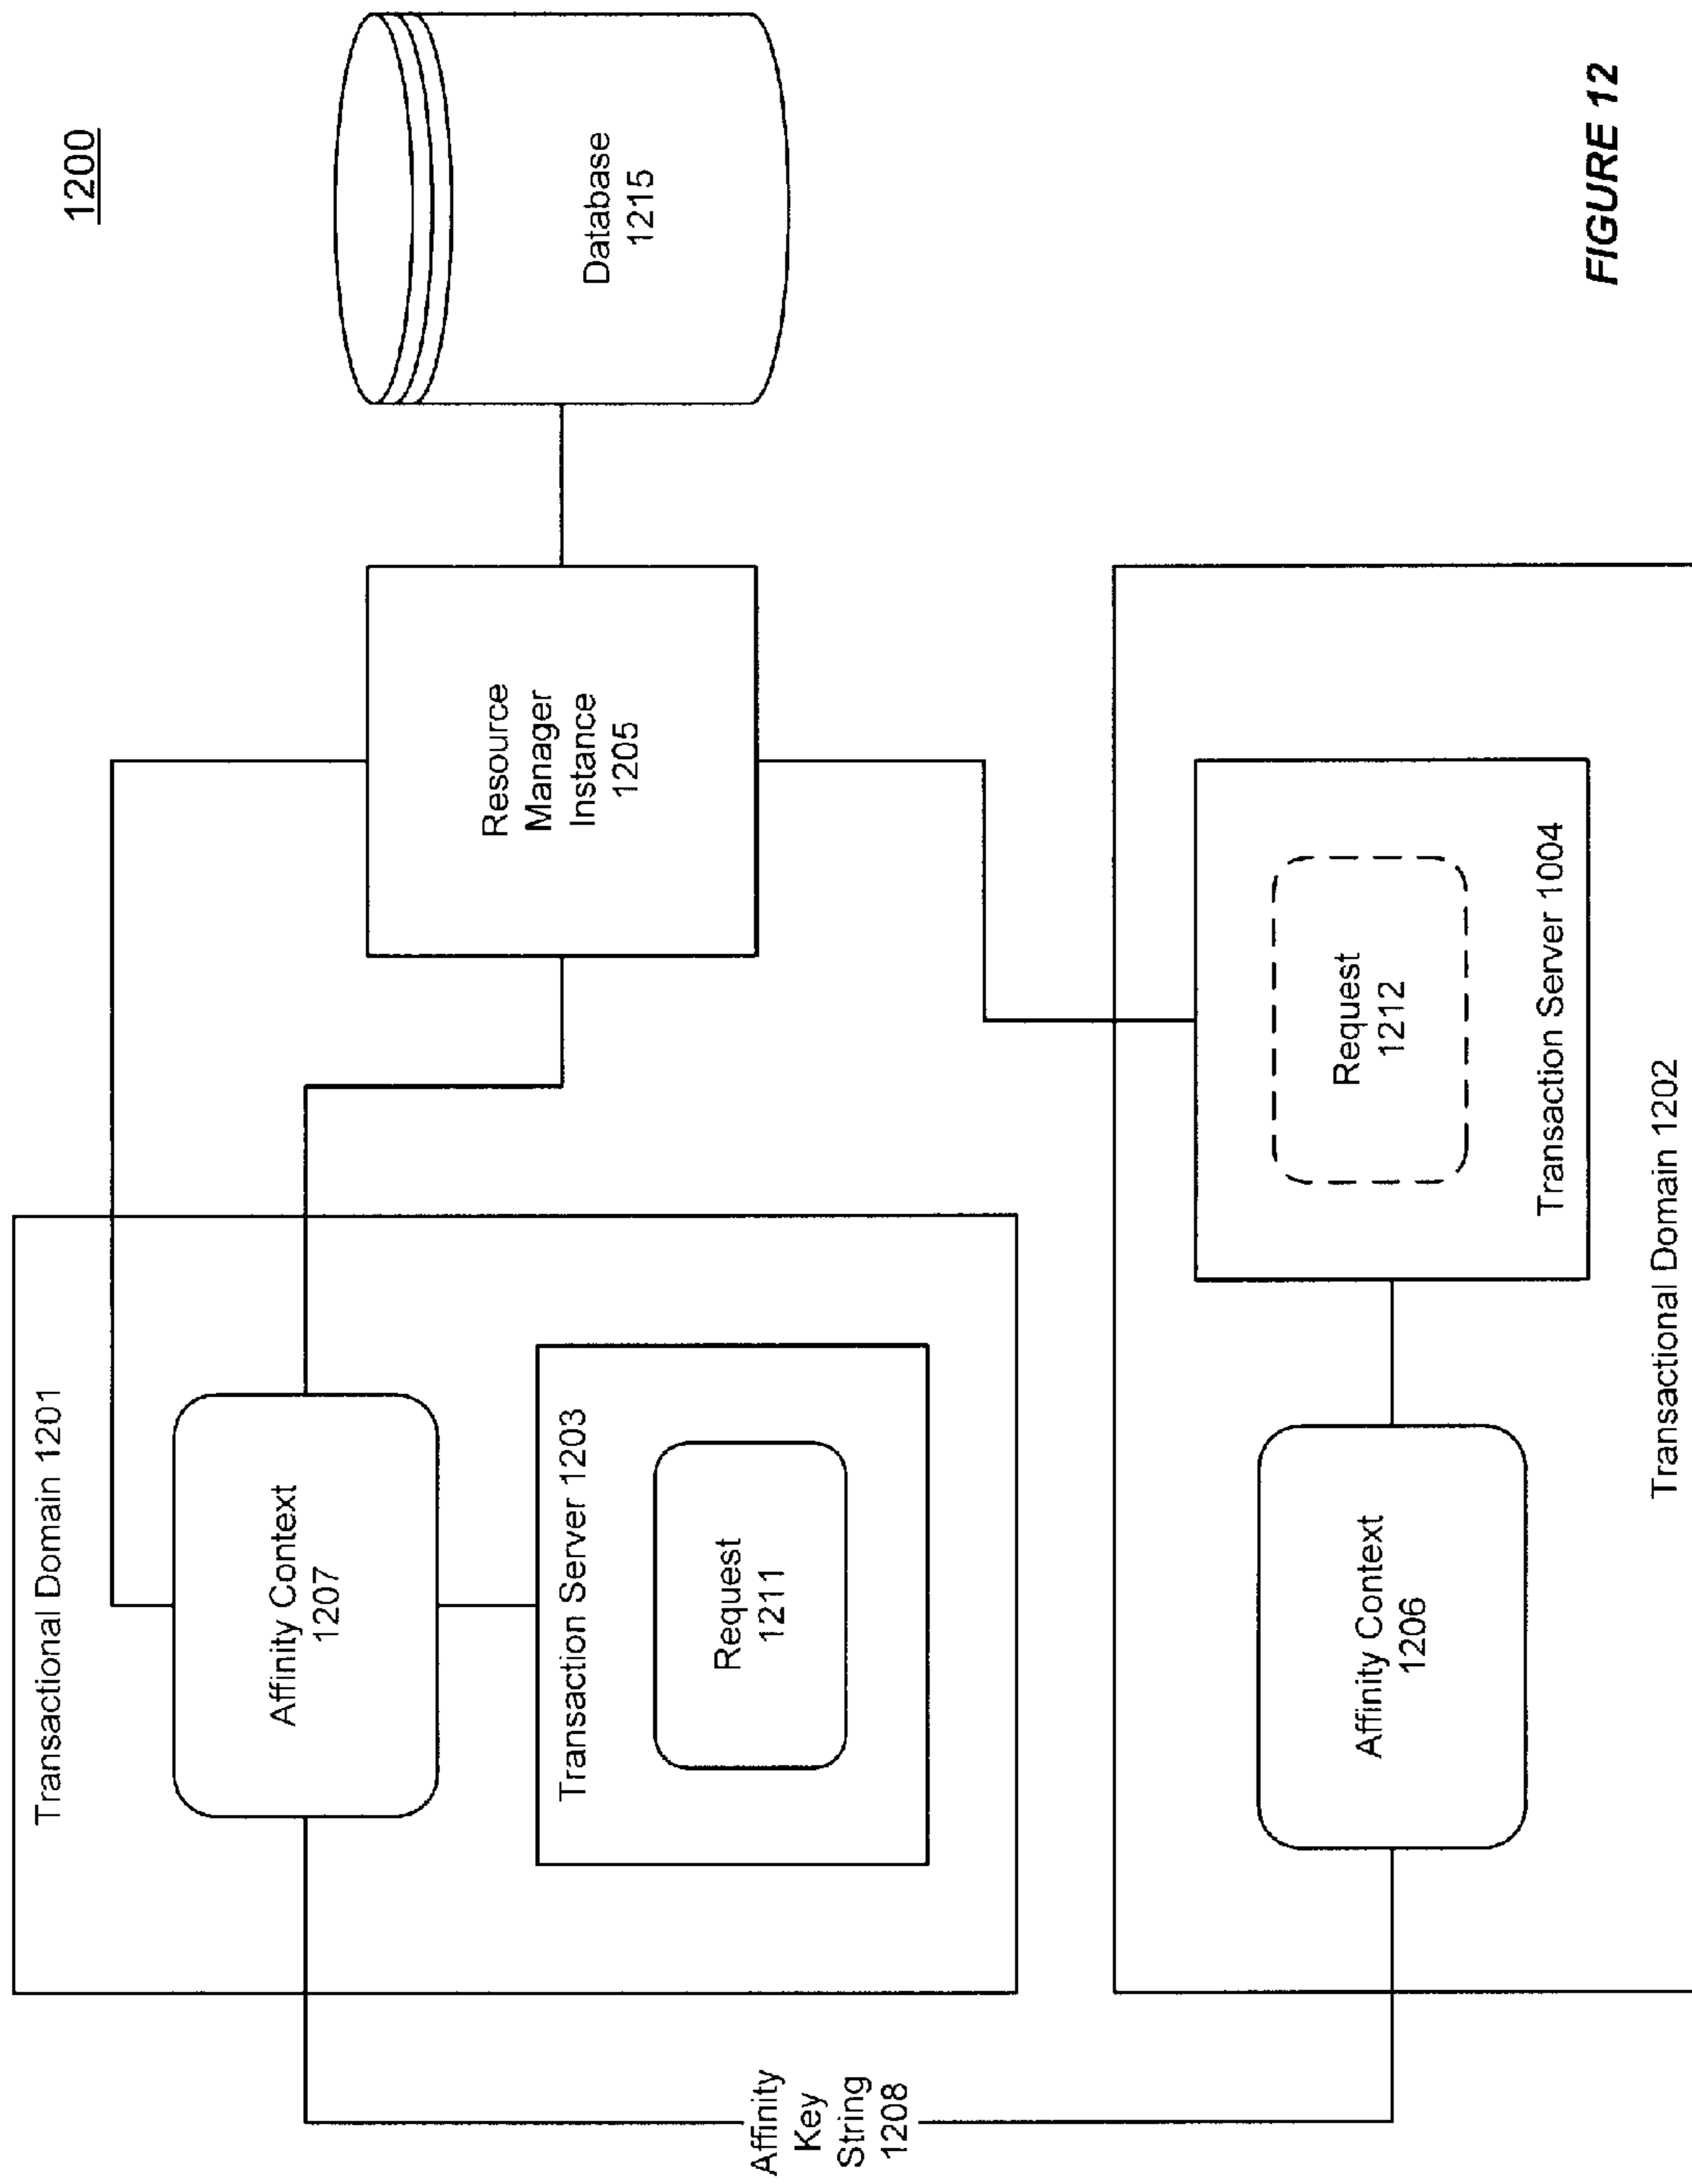 1200
Transactional Domain 1201
Affinity Context
1207
Transaction Server 1203
Request
1211
Resource
Manager
Instance
1205
Database
1215
Affinity
Key
String
1208
Affinity Context
1206
Request
1212
Transaction Server 1004
Transactional Domain 1202
FIGURE 12